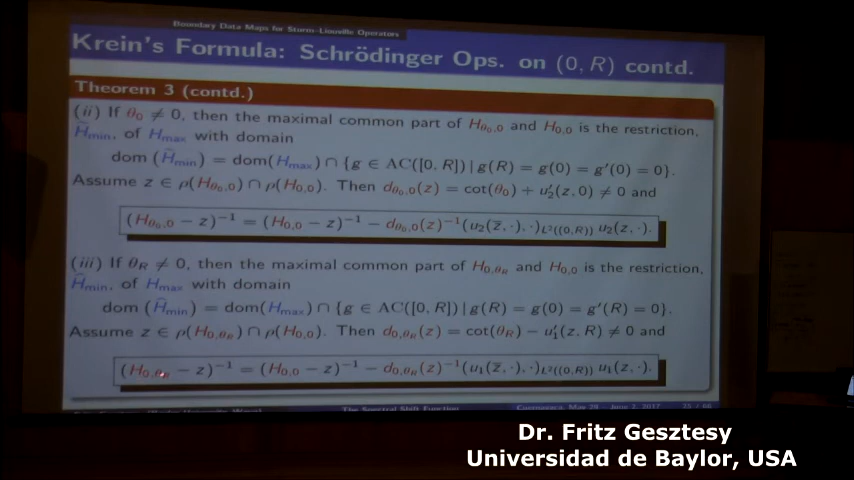 Boundary Data Maps for Sturm–Liouville Operators
Krein's Formula: Schrödinger Ops. on (0, R) contd.
Theorem 3 (contd.)
(ii) If θ₀ ≠ 0, then the maximal common part of H_{θ₀,0} and H_{0,0} is the restriction,
H̃_min, of H_max with domain
dom (H̃_min) = dom(H_max) ∩ {g ∈ AC([0, R]) | g(R) = g(0) = g′(0) = 0}.
Assume z ∈ ρ(H_{θ₀,0}) ∩ ρ(H_{0,0}). Then d_{θ₀,0}(z) = cot(θ₀) + u₂′(z, 0) ≠ 0 and
(H_{θ₀,0} − z)⁻¹ = (H_{0,0} − z)⁻¹ − d_{θ₀,0}(z)⁻¹(u₂(z̅, ·), ·)_{L²((0,R))} u₂(z, ·).
(iii) If θ_R ≠ 0, then the maximal common part of H_{0,θ_R} and H_{0,0} is the restriction,
H̃_min, of H_max with domain
dom (H̃_min) = dom(H_max) ∩ {g ∈ AC([0, R]) | g(R) = g(0) = g′(R) = 0}.
Assume z ∈ ρ(H_{0,θ_R}) ∩ ρ(H_{0,0}). Then d_{0,θ_R}(z) = cot(θ_R) − u₁′(z, R) ≠ 0 and
(H_{0,θ_R} − z)⁻¹ = (H_{0,0} − z)⁻¹ − d_{0,θ_R}(z)⁻¹(u₁(z̅, ·), ·)_{L²((0,R))} u₁(z, ·).
The Spectral Shift Function
Dr. Fritz Gesztesy
Universidad de Baylor, USA